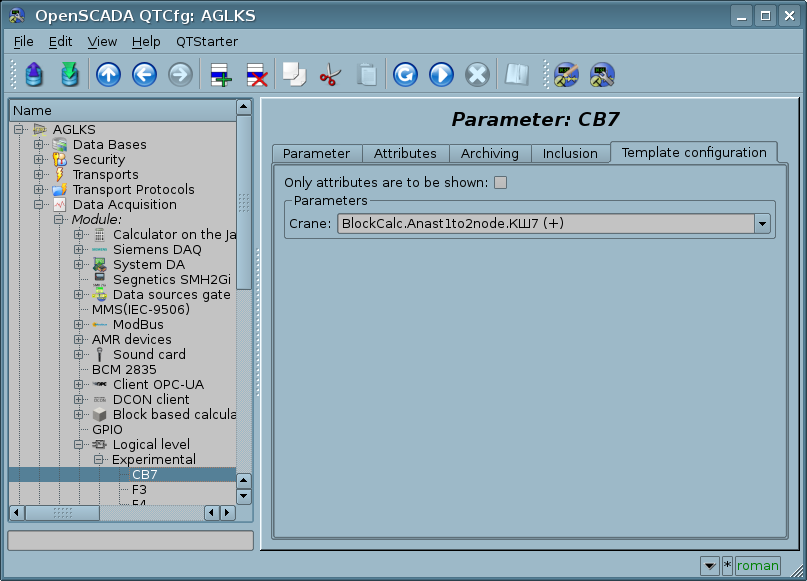 OpenSCADA QTCfg: AGLKS
File Edit View Help QTStarter
Name
AGLKS
Data Bases
Security
Transports
Transport Protocols
Data Acquisition
Module:
Calculator on the Ja
Siemens DAQ
System DA
Segnetics SMH2Gi
Data sources gate
MMS(IEC-9506)
ModBus
AMR devices
Sound card
BCM 2835
Client OPC-UA
DCON client
Block based calcula
GPIO
Logical level
Experimental
CB7
F3
F4
Parameter: CB7
Parameter Attributes Archiving Inclusion Template configuration
Only attributes are to be shown:
Parameters
Crane: BlockCalc.Anast1to2node.КШ7 (+)
* roman